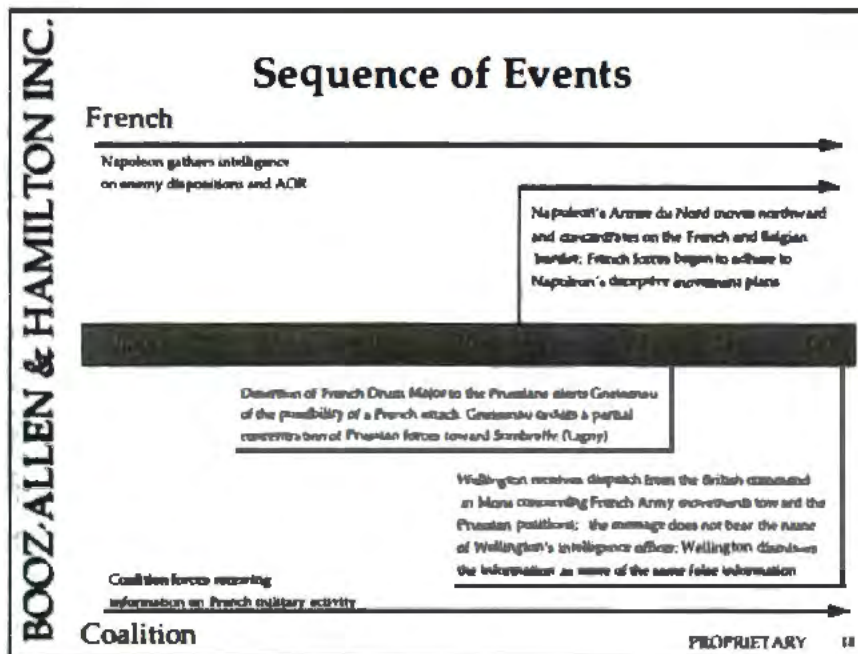 BOOZ·ALLEN & HAMILTON INC.
Sequence of Events
French
Napoleon gathers intelligence
on enemy dispositions and AOR
Napoleon's Armee du Nord moves northward
and concentrates on the French and Belgian
border; French forces began to adhere to
Napoleon's deceptive movement plans
Desertion of French Drum Major to the Prussians alerts Gneisenau
of the possibility of a French attack. Gneisenau orders a partial
concentration of Prussian forces toward Sombreffe (Ligny)
Wellington receives dispatch from the British command
in Mons concerning French Army movements toward the
Prussian positions; the message does not bear the name
of Wellington's intelligence officer; Wellington dismisses
the information as more of the same false information
Coalition forces receiving
information on French military activity
Coalition
PROPRIETARY